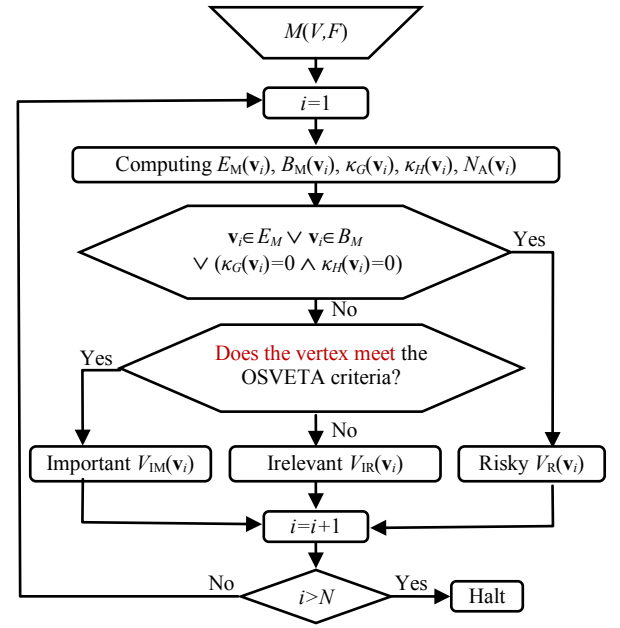 M(V,F)
i=1
Computing E_M(v_i), B_M(v_i), κ_G(v_i), κ_H(v_i), N_A(v_i)
v_i∈E_M ∨ v_i∈B_M
∨ (κ_G(v_i)=0 ∧ κ_H(v_i)=0)
Yes
No
Does the vertex meet the
OSVETA criteria?
Yes
No
Important V_IM(v_i)
Irelevant V_IR(v_i)
Risky V_R(v_i)
i=i+1
No
i>N
Yes
Halt